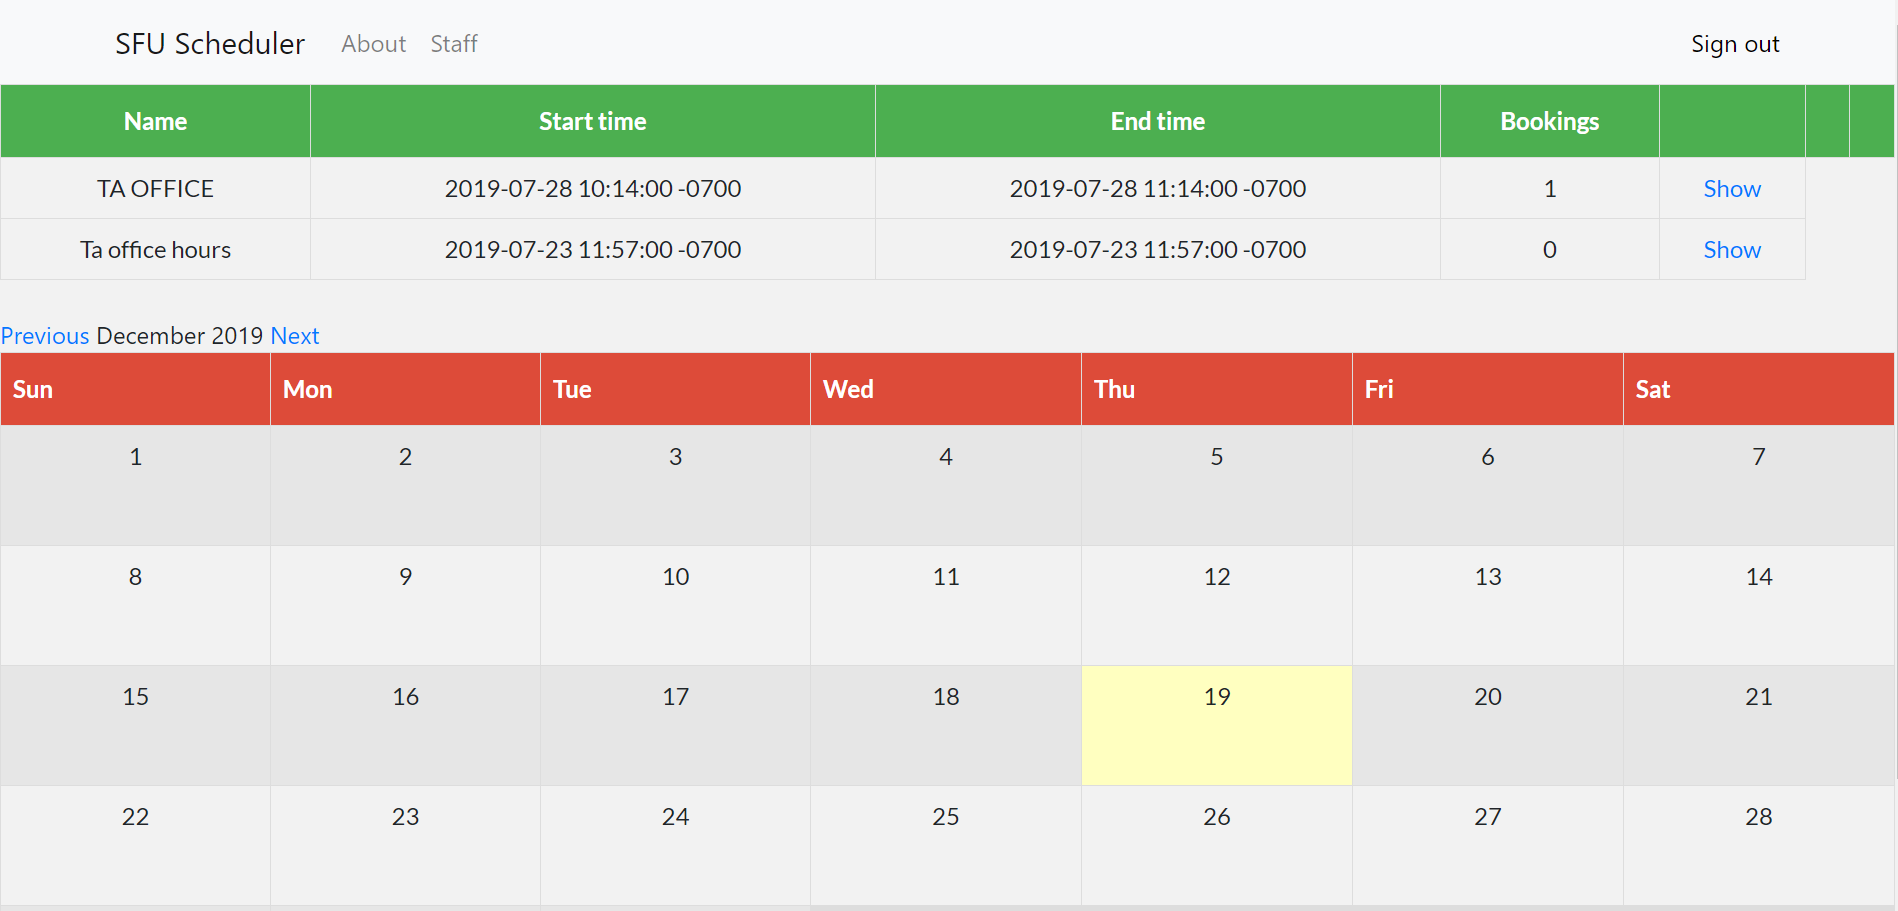 SFU Scheduler About Staff Sign out
Name Start time End time Bookings
TA OFFICE 2019-07-28 10:14:00 -0700 2019-07-28 11:14:00 -0700 1 Show
Ta office hours 2019-07-23 11:57:00 -0700 2019-07-23 11:57:00 -0700 0 Show
Previous December 2019 Next
Sun Mon Tue Wed Thu Fri Sat
1 2 3 4 5 6 7
8 9 10 11 12 13 14
15 16 17 18 19 20 21
22 23 24 25 26 27 28